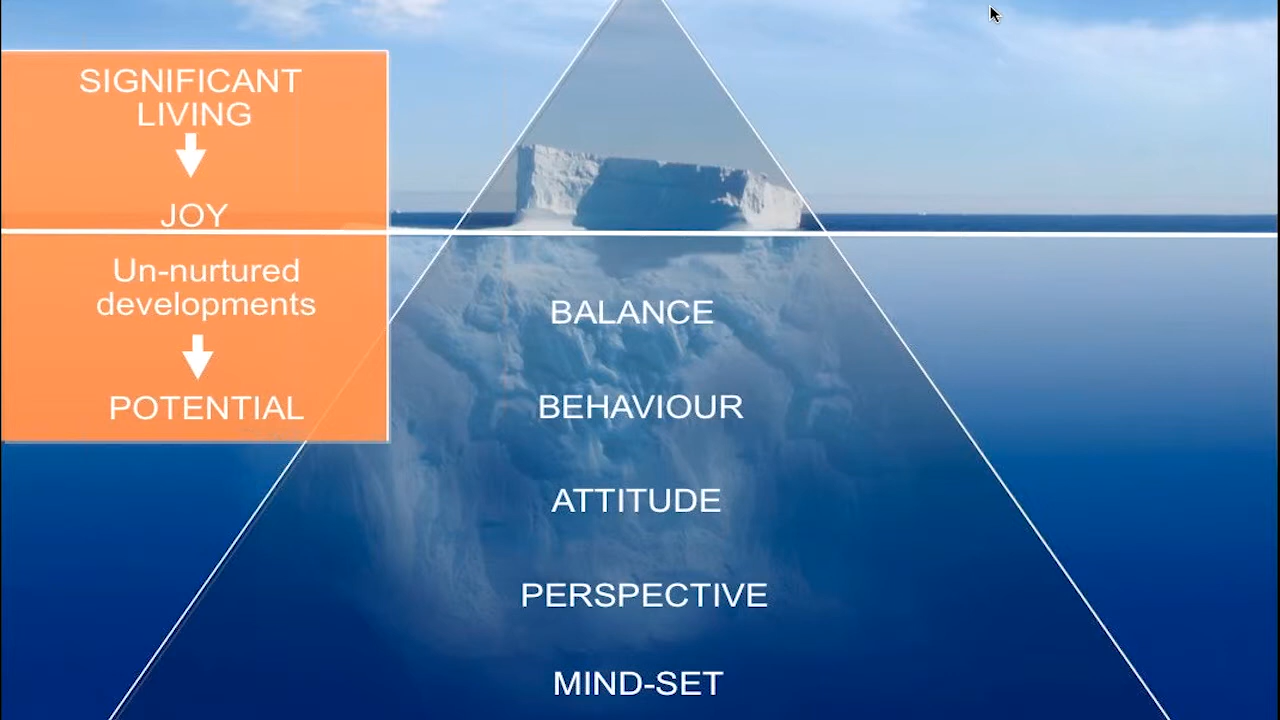 SIGNIFICANT
LIVING
JOY
Un-nurtured
developments
POTENTIAL
BALANCE
BEHAVIOUR
ATTITUDE
PERSPECTIVE
MIND-SET